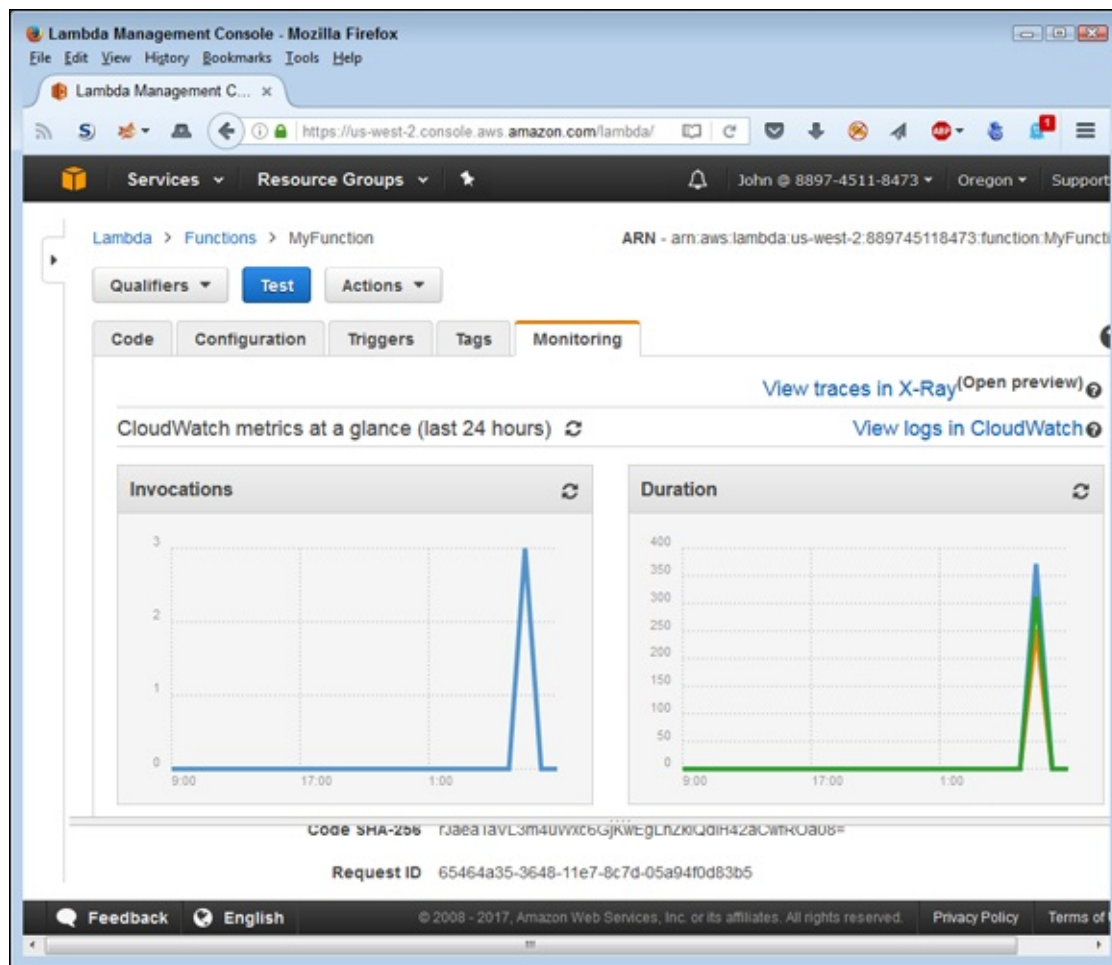 Lambda Management Console - Mozilla Firefox
File Edit View History Bookmarks Tools Help
Lambda Management C... ×
S https://us-west-2.console.aws.amazon.com/lambda/ ABP 1
Services Resource Groups John @ 8897-4511-8473 Oregon Support
Lambda > Functions > MyFunction ARN - arn:aws:lambda:us-west-2:889745118473:function:MyFuncti
Qualifiers Test Actions
Code Configuration Triggers Tags Monitoring
View traces in X-Ray (Open preview)
CloudWatch metrics at a glance (last 24 hours) View logs in CloudWatch
Invocations
3
2
1
0
9:00 17:00 1:00
Duration
400
350
300
250
200
150
100
50
0
9:00 17:00 1:00
Code SHA-256
Request ID 65464a35-3648-11e7-8c7d-05a94f0d83b5
Feedback English © 2008 - 2017, Amazon Web Services, Inc. or its affiliates. All rights reserved. Privacy Policy Terms of